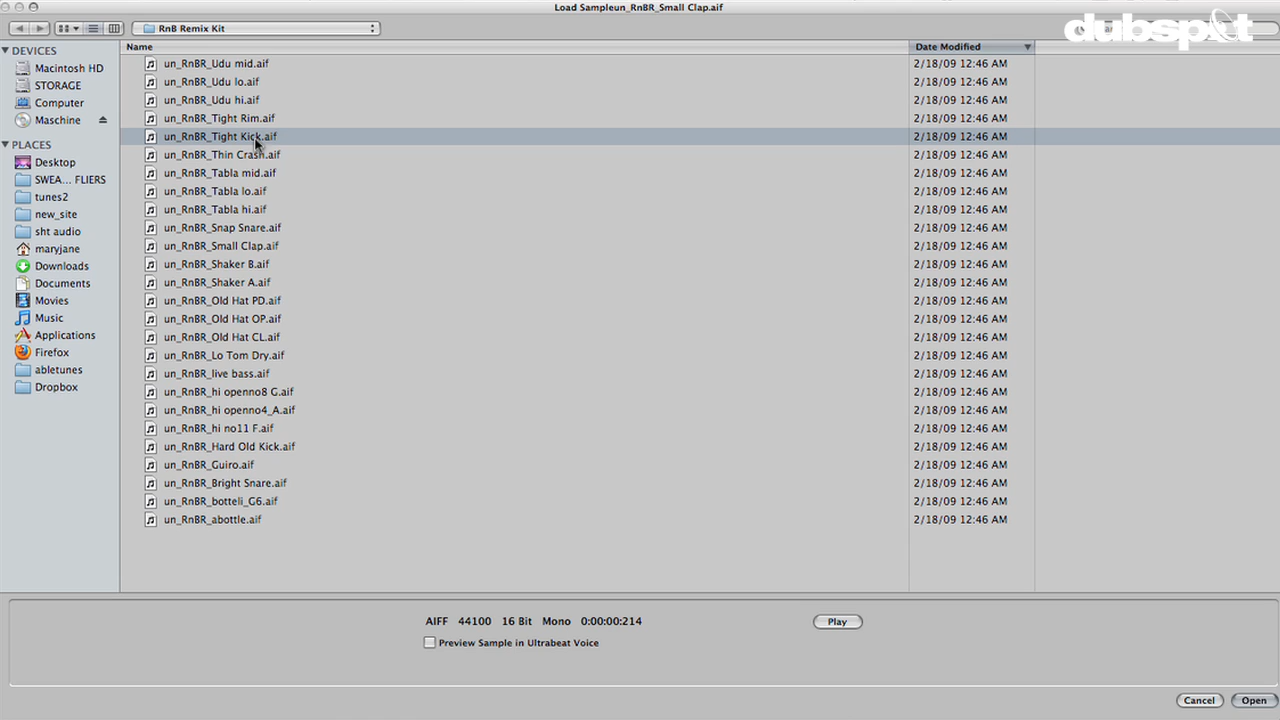 Load Sampleun_RnBR_Small Clap.aif
RnB Remix Kit
dubspot
DEVICES
Macintosh HD
STORAGE
Computer
Maschine
PLACES
Desktop
SWEA... FLIERS
tunes2
new_site
sht audio
maryjane
Downloads
Documents
Movies
Music
Applications
Firefox
abletunes
Dropbox
Name Date Modified
un_RnBR_Udu mid.aif 2/18/09 12:46 AM
un_RnBR_Udu lo.aif 2/18/09 12:46 AM
un_RnBR_Udu hi.aif 2/18/09 12:46 AM
un_RnBR_Tight Rim.aif 2/18/09 12:46 AM
un_RnBR_Tight Kick.aif 2/18/09 12:46 AM
un_RnBR_Thin Crash.aif 2/18/09 12:46 AM
un_RnBR_Tabla mid.aif 2/18/09 12:46 AM
un_RnBR_Tabla lo.aif 2/18/09 12:46 AM
un_RnBR_Tabla hi.aif 2/18/09 12:46 AM
un_RnBR_Snap Snare.aif 2/18/09 12:46 AM
un_RnBR_Small Clap.aif 2/18/09 12:46 AM
un_RnBR_Shaker B.aif 2/18/09 12:46 AM
un_RnBR_Shaker A.aif 2/18/09 12:46 AM
un_RnBR_Old Hat PD.aif 2/18/09 12:46 AM
un_RnBR_Old Hat OP.aif 2/18/09 12:46 AM
un_RnBR_Old Hat CL.aif 2/18/09 12:46 AM
un_RnBR_Lo Tom Dry.aif 2/18/09 12:46 AM
un_RnBR_live bass.aif 2/18/09 12:46 AM
un_RnBR_hi openno8 G.aif 2/18/09 12:46 AM
un_RnBR_hi openno4_A.aif 2/18/09 12:46 AM
un_RnBR_hi no11 F.aif 2/18/09 12:46 AM
un_RnBR_Hard Old Kick.aif 2/18/09 12:46 AM
un_RnBR_Guiro.aif 2/18/09 12:46 AM
un_RnBR_Bright Snare.aif 2/18/09 12:46 AM
un_RnBR_botteli_G6.aif 2/18/09 12:46 AM
un_RnBR_abottle.aif 2/18/09 12:46 AM
AIFF 44100 16 Bit Mono 0:00:00:214
Play
Preview Sample in Ultrabeat Voice
Cancel Open